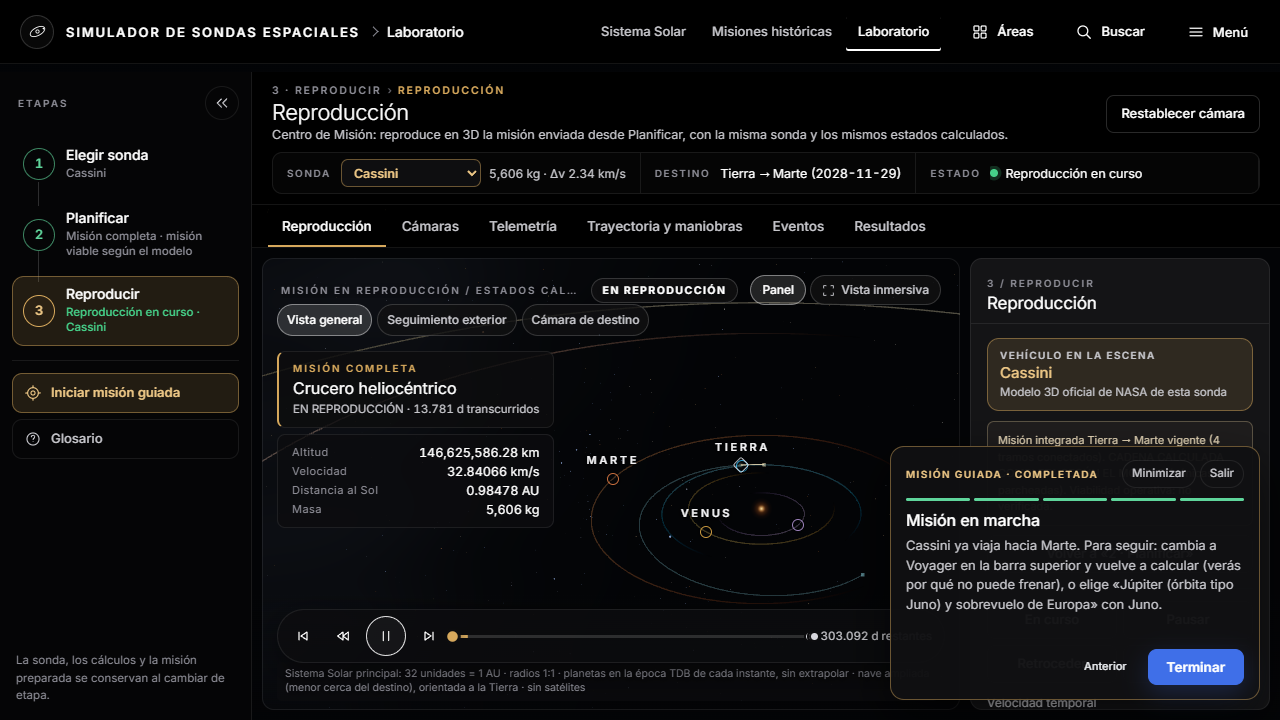 SIMULADOR DE SONDAS ESPACIALES
Laboratorio
Sistema Solar
Misiones históricas
Laboratorio
Áreas
Buscar
Menú
ETAPAS
1
Elegir sonda
Cassini
2
Planificar
Misión completa · misión
viable según el modelo
3
Reproducir
Reproducción en curso ·
Cassini
Iniciar misión guiada
Glosario
La sonda, los cálculos y la misión
preparada se conservan al cambiar de
etapa.
3 · REPRODUCIR › REPRODUCCIÓN
Reproducción
Centro de Misión: reproduce en 3D la misión enviada desde Planificar, con la misma sonda y los mismos estados calculados.
Restablecer cámara
SONDA
Cassini
5,606 kg · Δv 2.34 km/s
DESTINO
Tierra → Marte (2028-11-29)
ESTADO
Reproducción en curso
Reproducción
Cámaras
Telemetría
Trayectoria y maniobras
Eventos
Resultados
MISIÓN EN REPRODUCCIÓN / ESTADOS CAL…
EN REPRODUCCIÓN
Panel
Vista inmersiva
Vista general
Seguimiento exterior
Cámara de destino
MISIÓN COMPLETA
Crucero heliocéntrico
EN REPRODUCCIÓN · 13.781 d transcurridos
Altitud 146,625,586.28 km
Velocidad 32.84066 km/s
Distancia al Sol 0.98478 AU
Masa 5,606 kg
MARTE
TIERRA
VENUS
303.092 d restantes
Sistema Solar principal: 32 unidades = 1 AU · radios 1:1 · planetas en la época TDB de cada instante, sin extrapolar · nave a
(menor cerca del destino), orientada a la Tierra · sin satélites
3 / REPRODUCIR
Reproducción
VEHÍCULO EN LA ESCENA
Cassini
Modelo 3D oficial de NASA de esta sonda
Misión integrada Tierra → Marte vigente (4
MISIÓN GUIADA · COMPLETADA
Minimizar
Salir
Misión en marcha
Cassini ya viaja hacia Marte. Para seguir: cambia a
Voyager en la barra superior y vuelve a calcular (verás
por qué no puede frenar), o elige «Júpiter (órbita tipo
Juno) y sobrevuelo de Europa» con Juno.
En curso
Pausar
Anterior
Terminar
Velocidad temporal